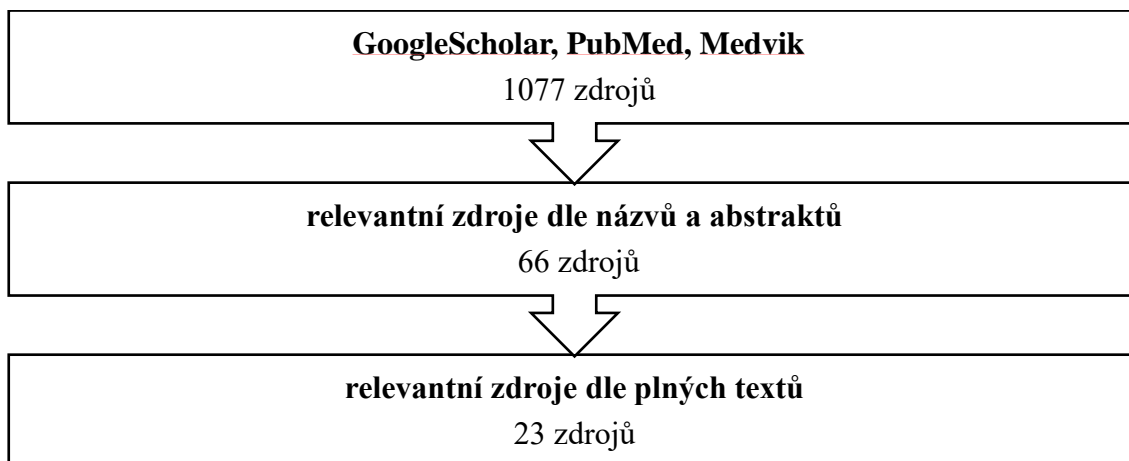 GoogleScholar, PubMed, Medvik
1077 zdrojů
relevantní zdroje dle názvů a abstraktů
66 zdrojů
relevantní zdroje dle plných textů
23 zdrojů